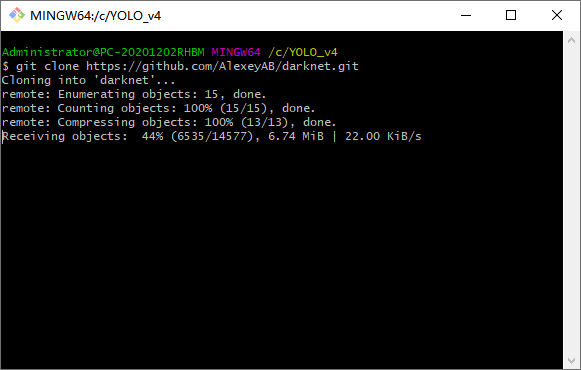 MINGW64:/c/YOLO_v4
Administrator@PC-20201202RHBM MINGW64 /c/YOLO_v4
$ git clone https://github.com/AlexeyAB/darknet.git
Cloning into 'darknet'...
remote: Enumerating objects: 15, done.
remote: Counting objects: 100% (15/15), done.
remote: Compressing objects: 100% (13/13), done.
Receiving objects:  44% (6535/14577), 6.74 MiB | 22.00 KiB/s